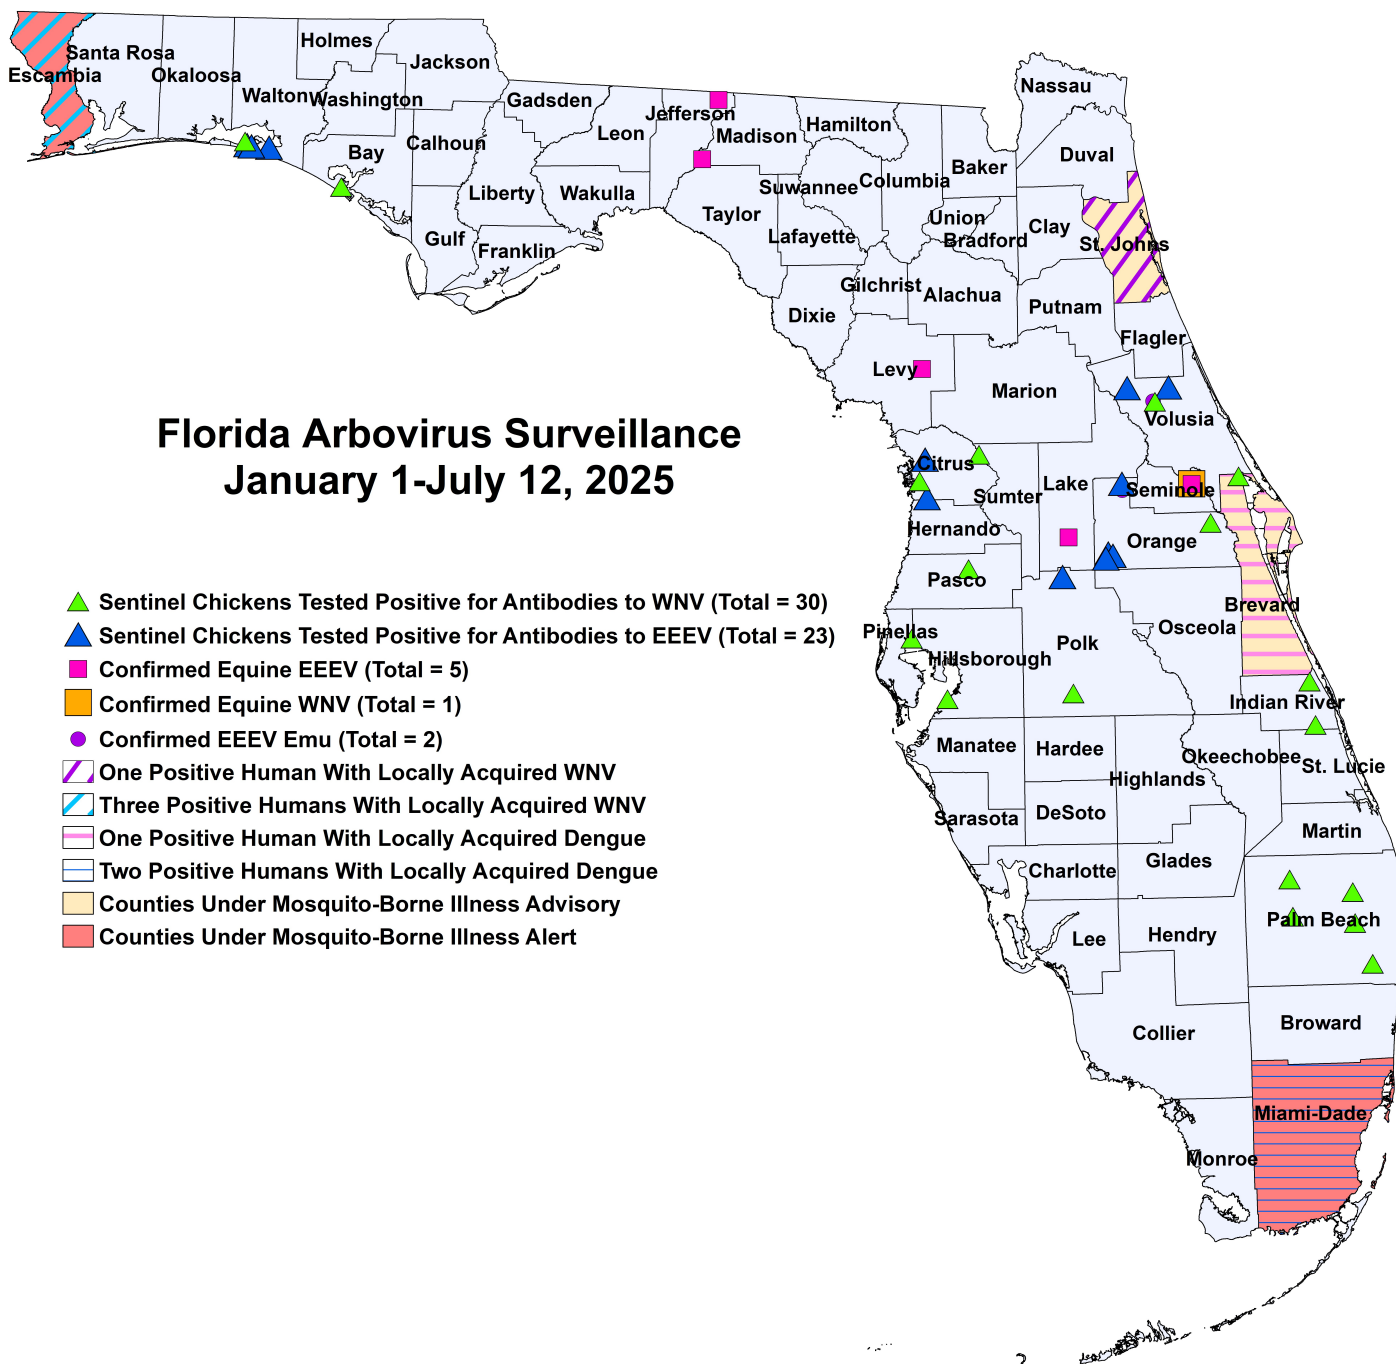 Holmes
Santa Rosa
Jackson
Escambia
Okaloosa
Nassau
Walton
Washington
Gadsden
Jefferson
Leon
Madison
Hamilton
Calhoun
Bay
Duval
Baker
Columbia
Liberty
Wakulla
Suwannee
Taylor
Union
Clay
Lafayette
Bradford
St. Johns
Gulf
Franklin
Gilchrist
Alachua
Putnam
Dixie
Flagler
Levy
Marion
Volusia
Florida Arbovirus Surveillance
January 1-July 12, 2025
Citrus
Lake
Seminole
Sumter
Hernando
Orange
Pasco
Brevard
Osceola
Pinellas
Polk
Hillsborough
Indian River
Manatee
Hardee
Okeechobee
St. Lucie
Highlands
Sarasota
DeSoto
Martin
Glades
Charlotte
Palm Beach
Lee
Hendry
Broward
Collier
Miami-Dade
Monroe
Sentinel Chickens Tested Positive for Antibodies to WNV (Total = 30)
Sentinel Chickens Tested Positive for Antibodies to EEEV (Total = 23)
Confirmed Equine EEEV (Total = 5)
Confirmed Equine WNV (Total = 1)
Confirmed EEEV Emu (Total = 2)
One Positive Human With Locally Acquired WNV
Three Positive Humans With Locally Acquired WNV
One Positive Human With Locally Acquired Dengue
Two Positive Humans With Locally Acquired Dengue
Counties Under Mosquito-Borne Illness Advisory
Counties Under Mosquito-Borne Illness Alert